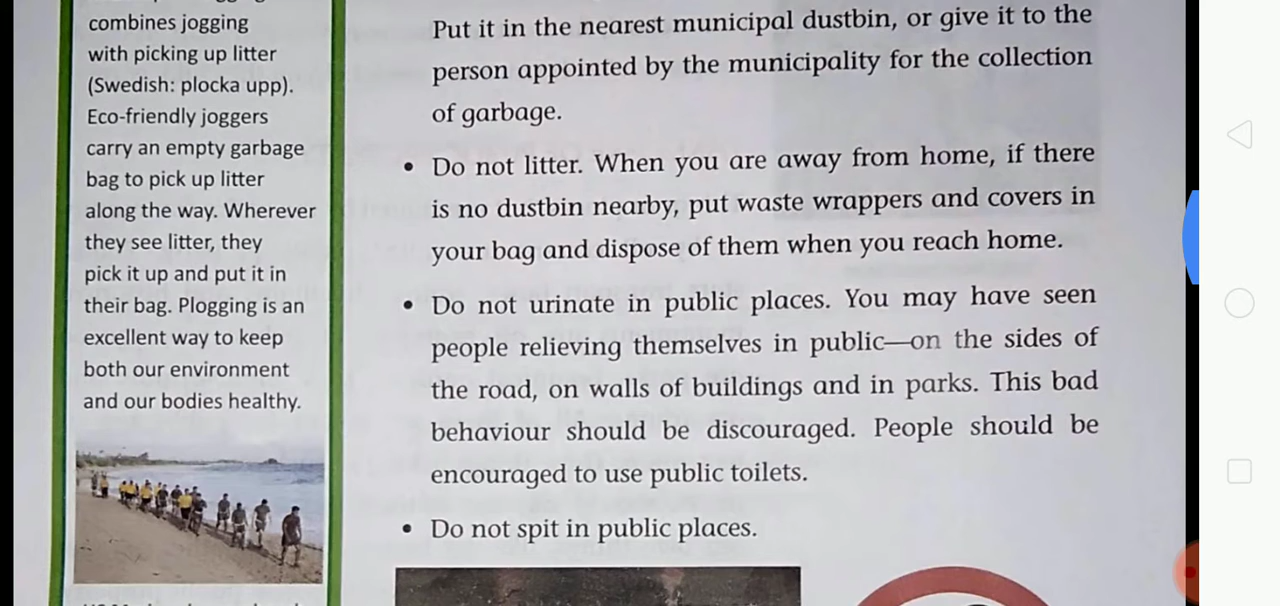 combines jogging
with picking up litter
(Swedish: plocka upp).
Eco-friendly joggers
carry an empty garbage
bag to pick up litter
along the way. Wherever
they see litter, they
pick it up and put it in
their bag. Plogging is an
excellent way to keep
both our environment
and our bodies healthy.
Put it in the nearest municipal dustbin, or give it to the
person appointed by the municipality for the collection
of garbage.
• Do not litter. When you are away from home, if there
is no dustbin nearby, put waste wrappers and covers in
your bag and dispose of them when you reach home.
• Do not urinate in public places. You may have seen
people relieving themselves in public—on the sides of
the road, on walls of buildings and in parks. This bad
behaviour should be discouraged. People should be
encouraged to use public toilets.
• Do not spit in public places.